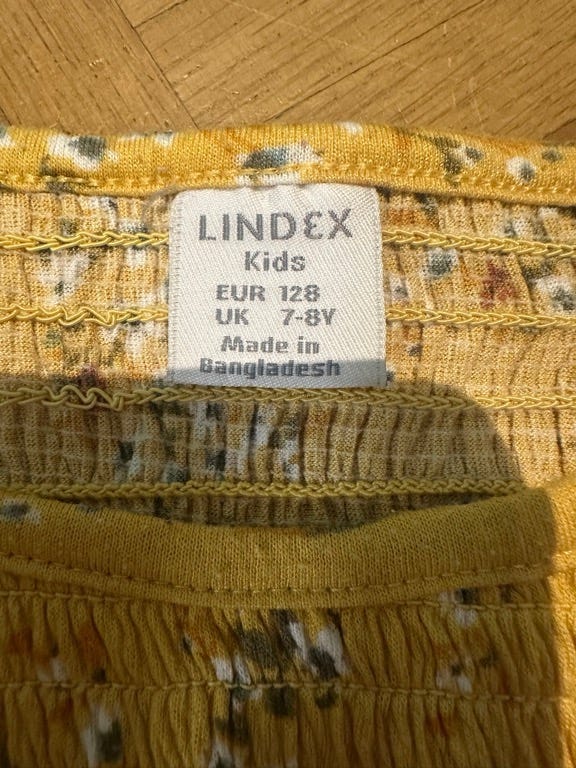 LINDEX
Kids
EUR 128
UK 7-8Y
Made in
Bangladesh